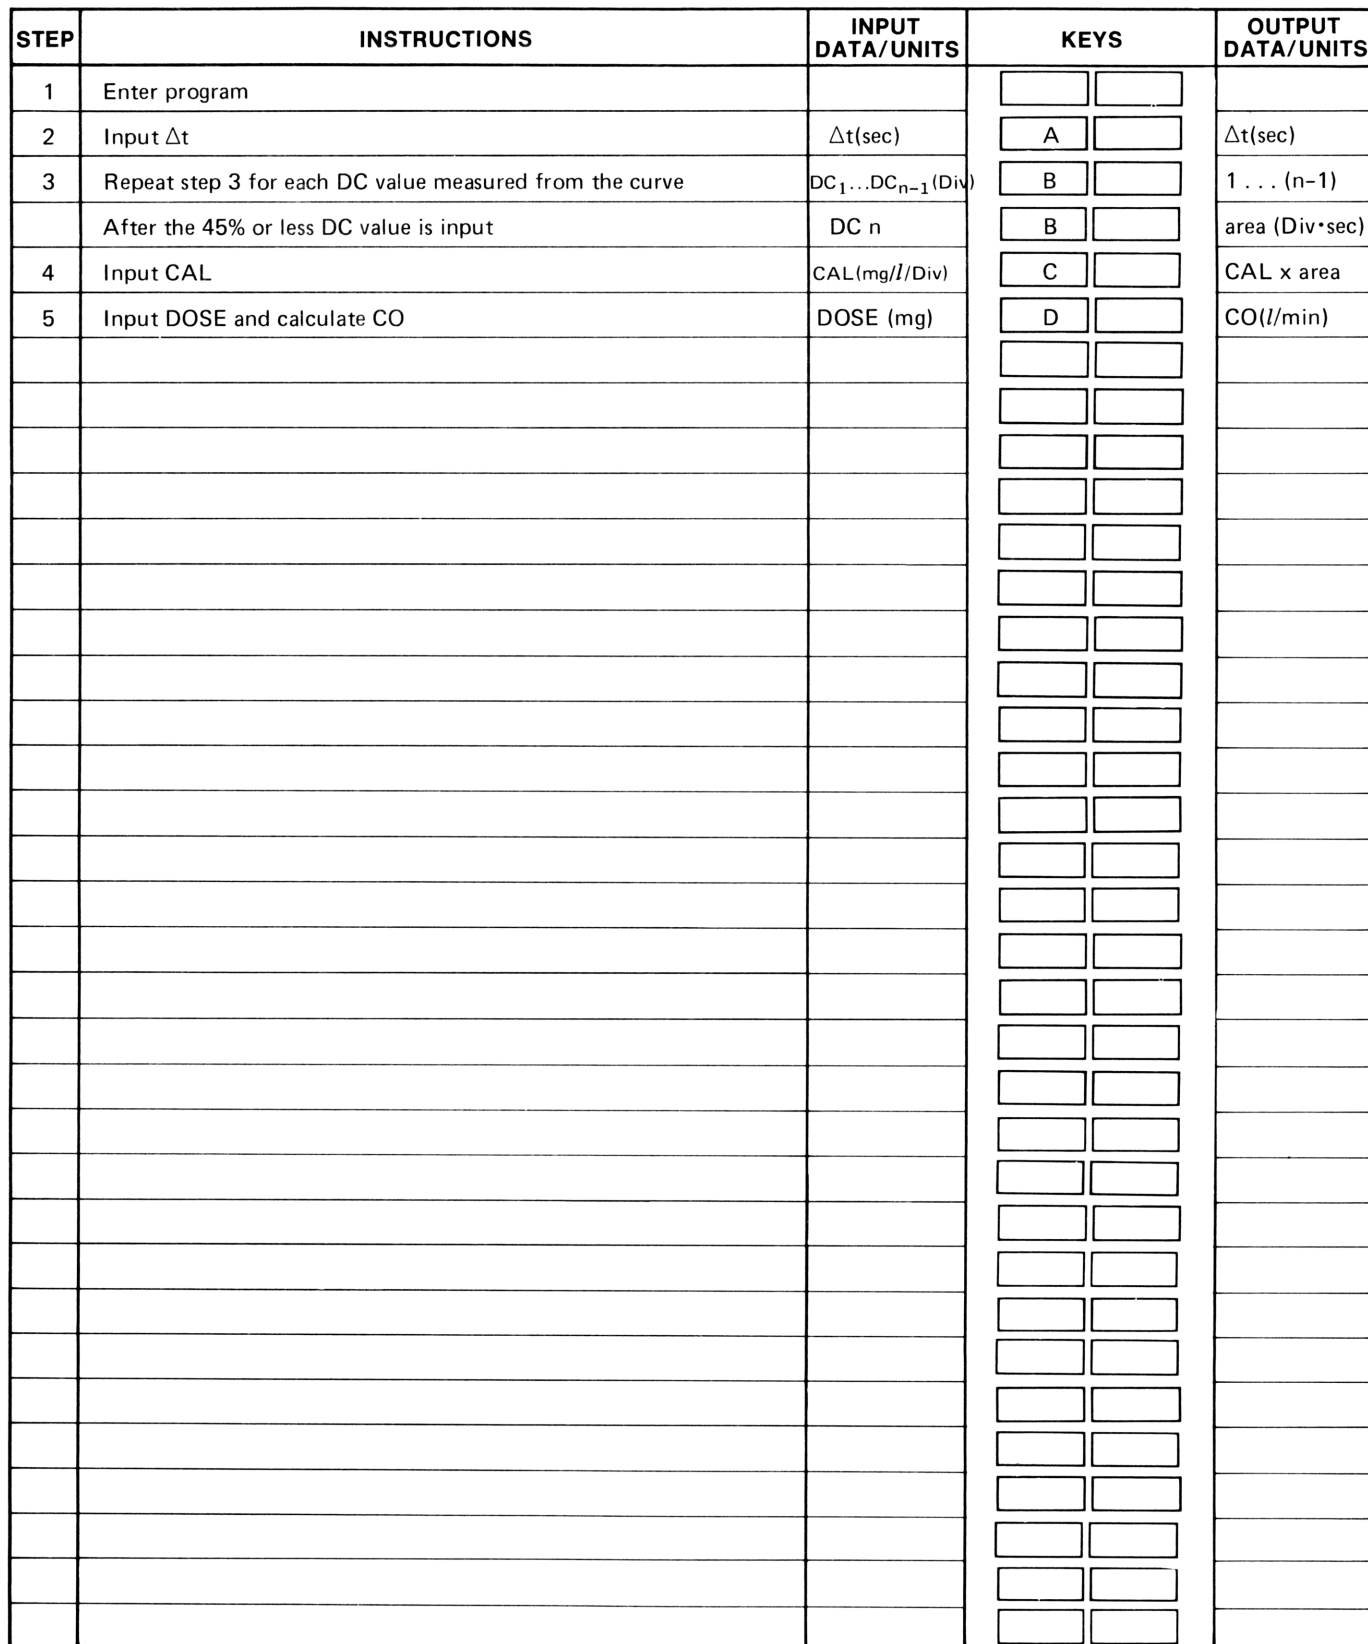 STEP INSTRUCTIONS INPUT DATA/UNITS KEYS OUTPUT DATA/UNITS
1 Enter program
2 Input Δt Δt(sec) A Δt(sec)
3 Repeat step 3 for each DC value measured from the curve DC₁...DCₙ₋₁(Div) B 1 . . . (n-1)
After the 45% or less DC value is input DC n B area (Div·sec)
4 Input CAL CAL(mg/l/Div) C CAL x area
5 Input DOSE and calculate CO DOSE (mg) D CO(l/min)